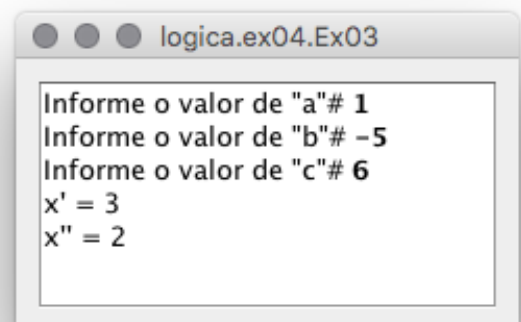 logica.ex04.Ex03
Informe o valor de "a"# 1
Informe o valor de "b"# -5
Informe o valor de "c"# 6
x' = 3
x" = 2